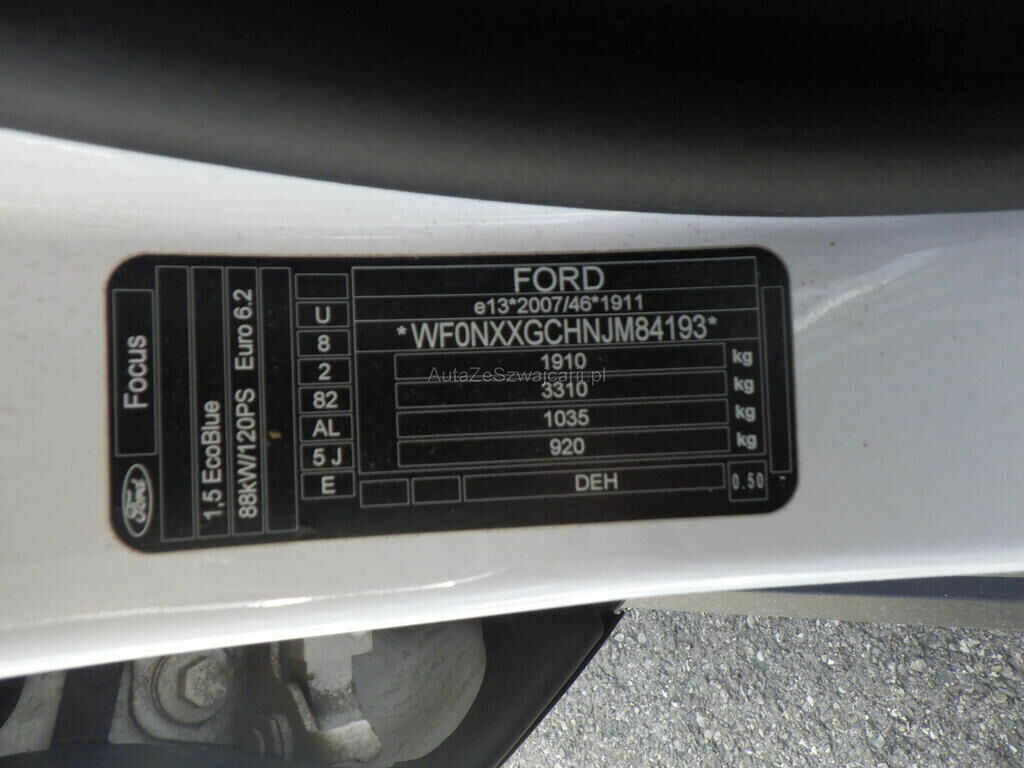 FORD
e13*2007/46*1911
*WF0NXXGCHNJM84193*
1910 kg
3310 kg
1035 kg
920 kg
DEH 0.50
U
8
2
82
AL
5 J
E
Focus
Ford
1,5 EcoBlue
88kW/120PS Euro 6.2
AutaZeSzwajcarii.pl